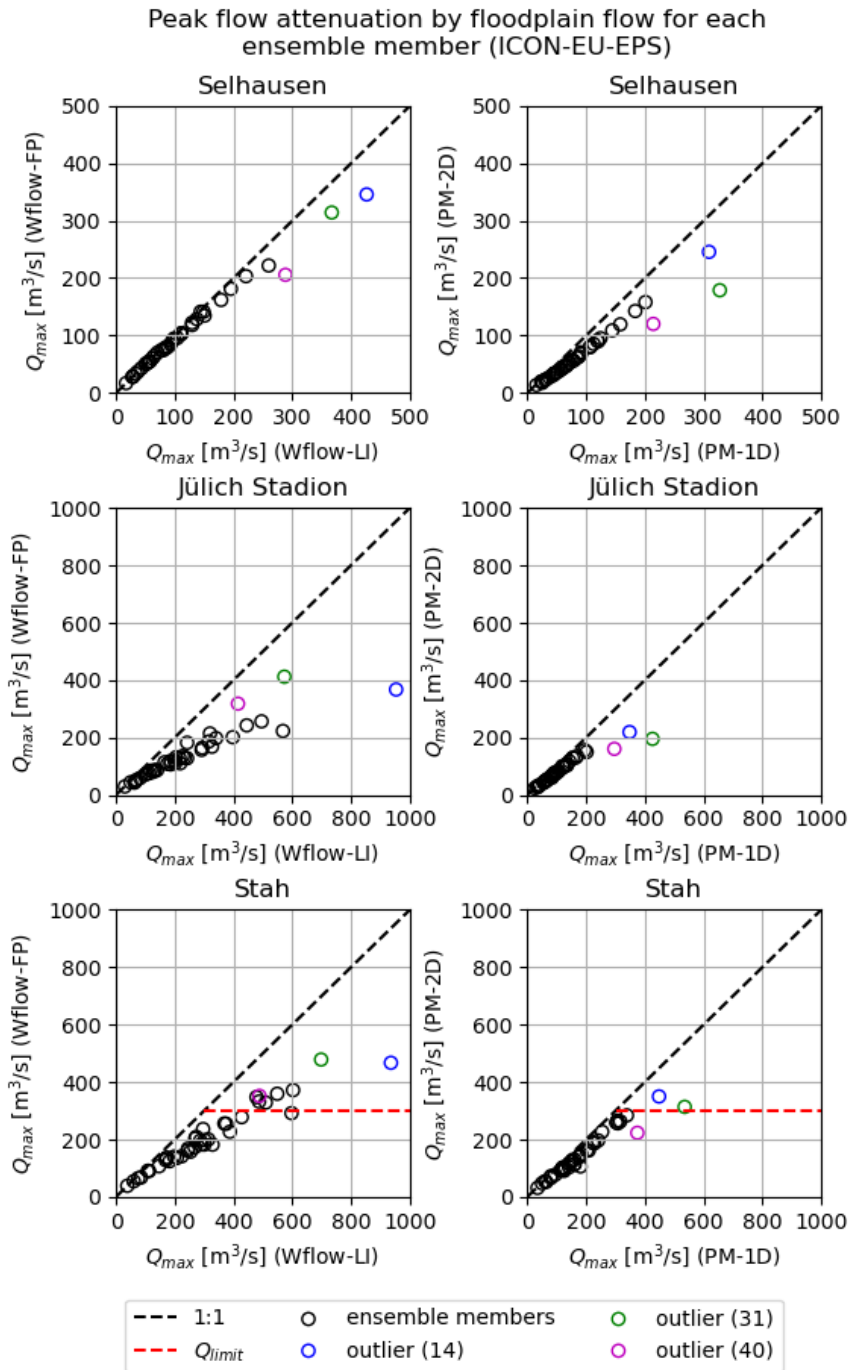 Peak flow attenuation by floodplain flow for each
ensemble member (ICON-EU-EPS)
Selhausen
Selhausen
500
400
300
200
100
0
0 100 200 300 400 500
Q_max [m³/s] (Wflow-FP)
Q_max [m³/s] (Wflow-LI)
500
400
300
200
100
0
0 100 200 300 400 500
Q_max [m³/s] (PM-2D)
Q_max [m³/s] (PM-1D)
Jülich Stadion
Jülich Stadion
1000
800
600
400
200
0
0 200 400 600 800 1000
Q_max [m³/s] (Wflow-FP)
Q_max [m³/s] (Wflow-LI)
1000
800
600
400
200
0
0 200 400 600 800 1000
Q_max [m³/s] (PM-2D)
Q_max [m³/s] (PM-1D)
Stah
Stah
1000
800
600
400
200
0
0 200 400 600 800 1000
Q_max [m³/s] (Wflow-FP)
Q_max [m³/s] (Wflow-LI)
1000
800
600
400
200
0
0 200 400 600 800 1000
Q_max [m³/s] (PM-2D)
Q_max [m³/s] (PM-1D)
1:1
Q_limit
ensemble members
outlier (14)
outlier (31)
outlier (40)